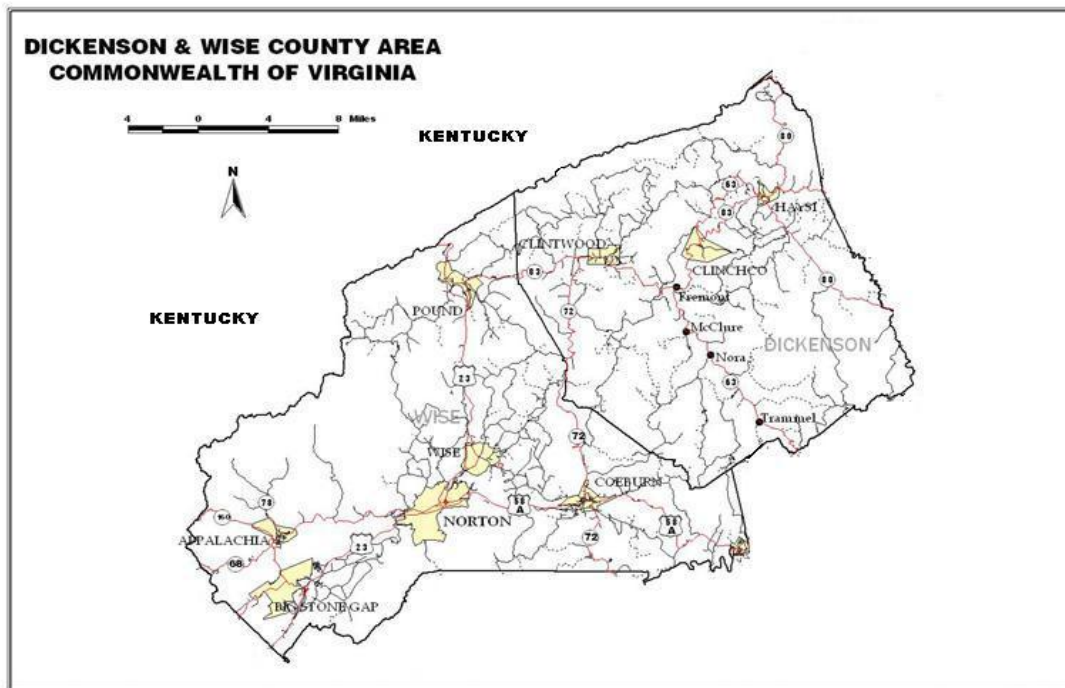 DICKENSON & WISE COUNTY AREA
COMMONWEALTH OF VIRGINIA
4 0 4 8 Miles
KENTUCKY
N
80
63
83
HAYSI
CLINTWOOD
CLINCHCO
83
80
Fremont
KENTUCKY
POUND
72
McClure
DICKENSON
Nora
23
63
WISE
Trammel
72
WISE
COEBURN
78
58
A
160
NORTON
58
A
APPALACHIA
23
72
68
BIG STONE GAP